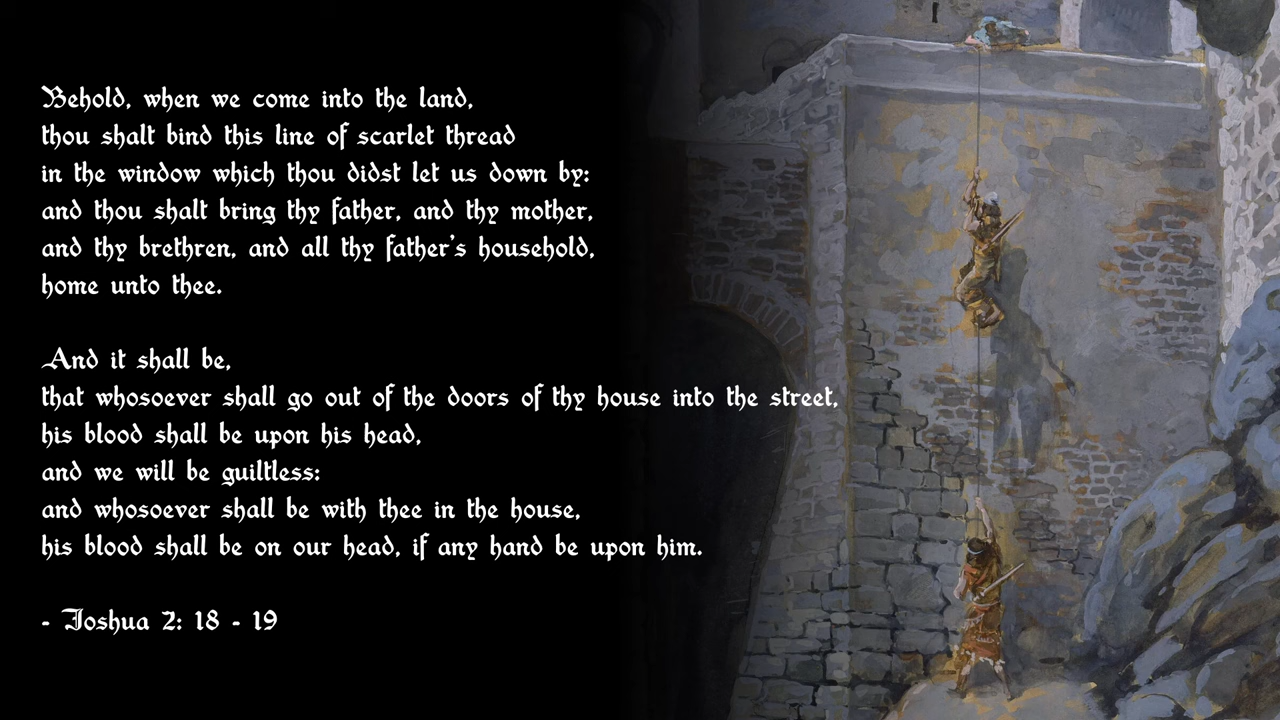 Behold, when we come into the land,
thou shalt bind this line of scarlet thread
in the window which thou didst let us down by:
and thou shalt bring thy father, and thy mother,
and thy brethren, and all thy father's household,
home unto thee.
And it shall be,
that whosoever shall go out of the doors of thy house into the street,
his blood shall be upon his head,
and we will be guiltless:
and whosoever shall be with thee in the house,
his blood shall be on our head, if any hand be upon him.
- Joshua 2: 18 - 19